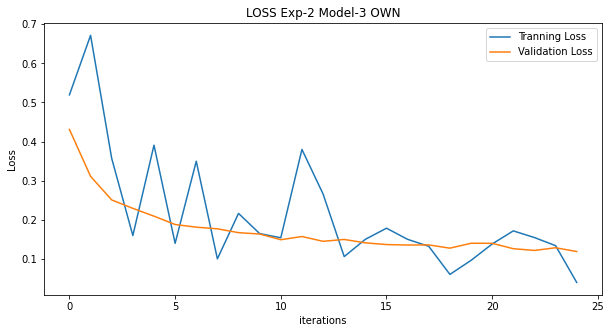 LOSS Exp-2 Model-3 OWN
Tranning Loss
Validation Loss
Loss
0.7
0.6
0.5
0.4
0.3
0.2
0.1
0 5 10 15 20 25
iterations